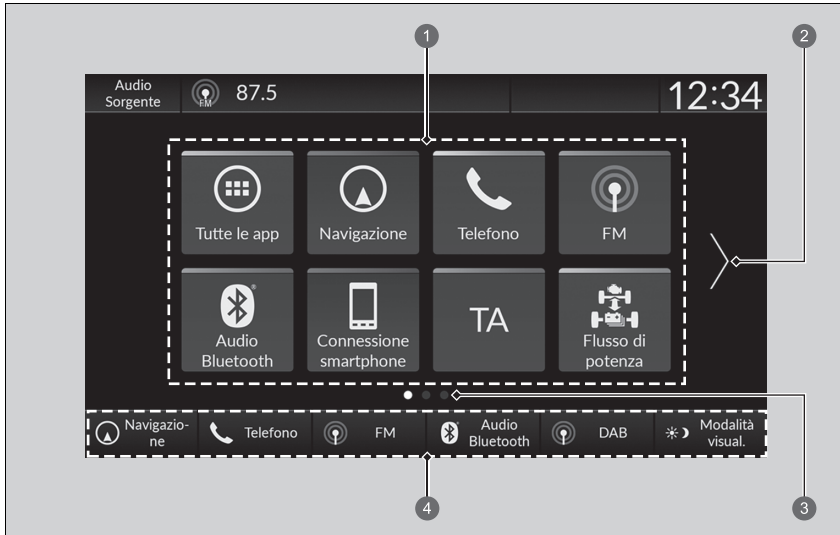 1
2
Audio
Sorgente
FM
87.5
12:34
Tutte le app
Navigazione
Telefono
FM
®
Audio
Bluetooth
Connessione
smartphone
TA
Flusso di
potenza
Navigazio-
ne
Telefono
FM
Audio
Bluetooth
DAB
Modalità
visual.
4
3